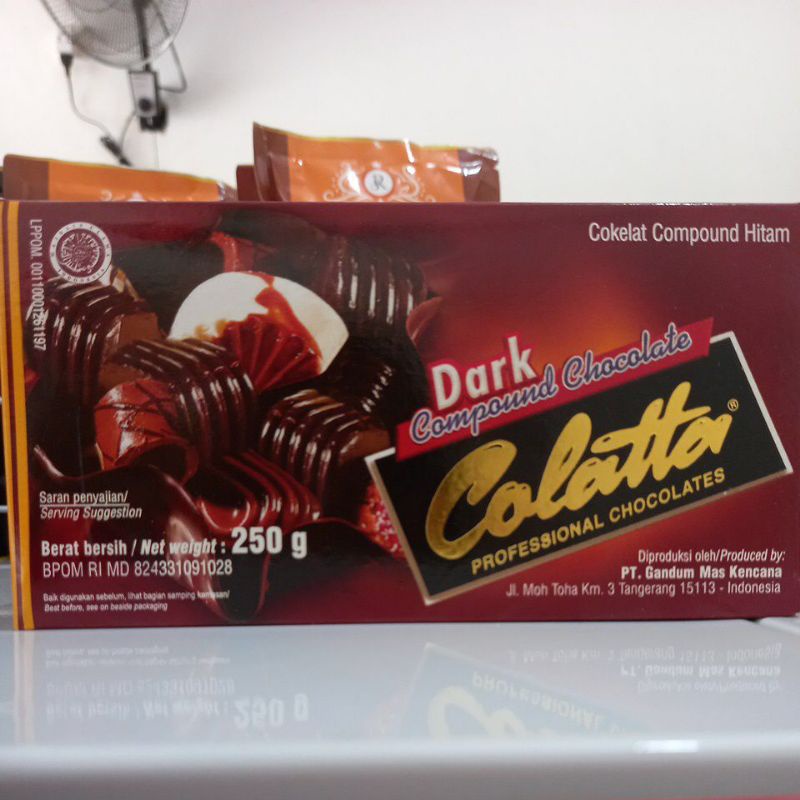 LPPOM. 00110001261197
Cokelat Compound Hitam
Dark
Compound Chocolate
Colatta®
PROFESSIONAL CHOCOLATES
Saran penyajian/
Serving Suggestion
Berat bersih / Net weight : 250 g
BPOM RI MD 824331091028
Baik digunakan sebelum, lihat bagian samping kemasan/
Best before, see on beside packaging
Diproduksi oleh/Produced by:
PT. Gandum Mas Kencana
Jl. Moh Toha Km. 3 Tangerang 15113 - Indonesia